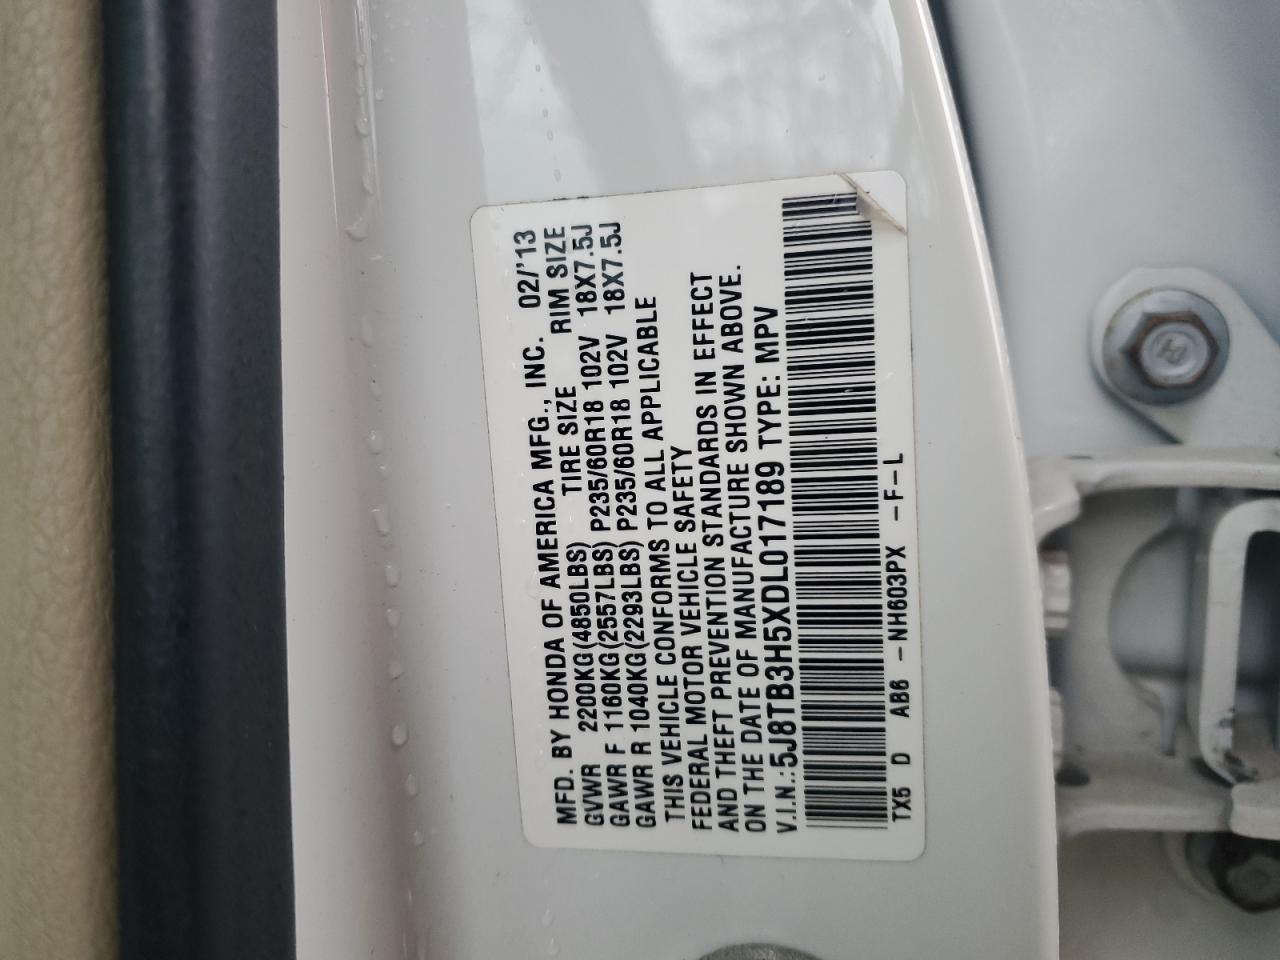 MFD. BY HONDA OF AMERICA MFG., INC. 02/'13
GVWR 2200KG(4850LBS) TIRE SIZE RIM SIZE
GAWR F 1160KG(2557LBS) P235/60R18 102V 18X7.5J
GAWR R 1040KG(2293LBS) P235/60R18 102V 18X7.5J
THIS VEHICLE CONFORMS TO ALL APPLICABLE
FEDERAL MOTOR VEHICLE SAFETY
AND THEFT PREVENTION STANDARDS IN EFFECT
ON THE DATE OF MANUFACTURE SHOWN ABOVE.
V.I.N.:5J8TB3H5XDL017189 TYPE: MPV
TX5 D AB6 -NH603PX -F-L